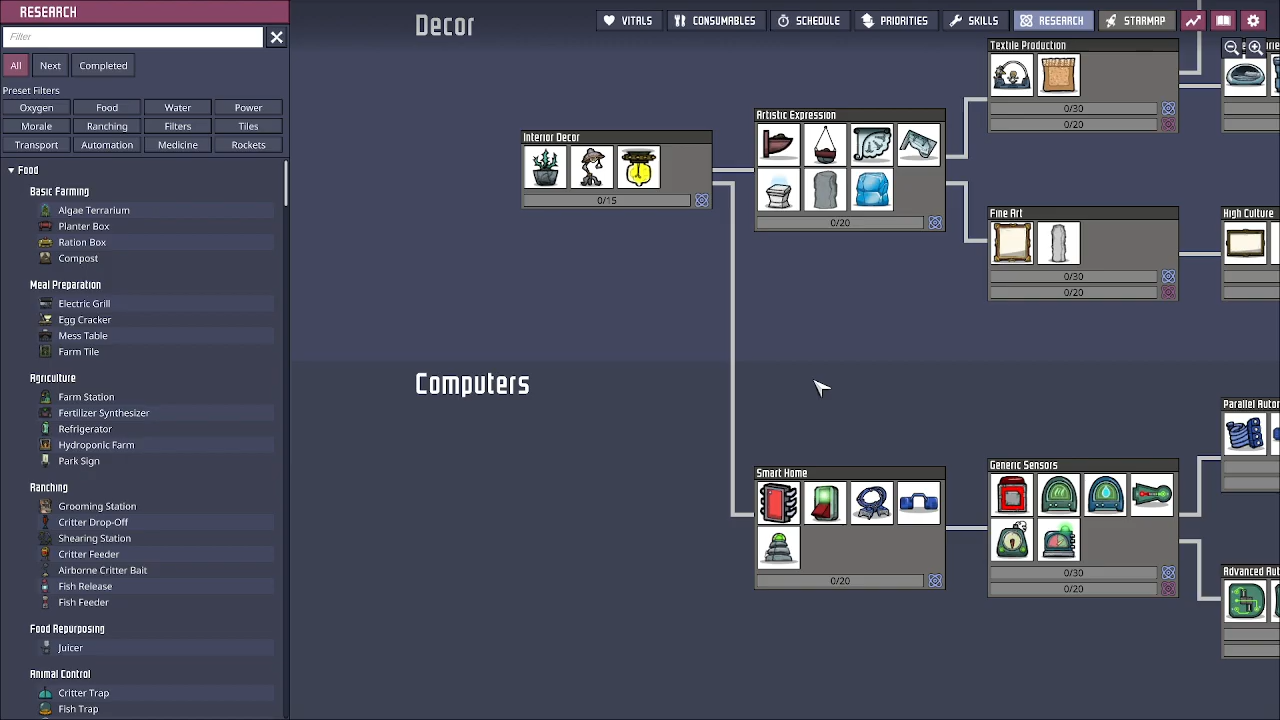 RESEARCH
Filter
All Next Completed
Preset Filters
Oxygen Food Water Power
Morale Ranching Filters Tiles
Transport Automation Medicine Rockets
Food
Basic Farming
Algae Terrarium
Planter Box
Ration Box
Compost
Meal Preparation
Electric Grill
Egg Cracker
Mess Table
Farm Tile
Agriculture
Farm Station
Fertilizer Synthesizer
Refrigerator
Hydroponic Farm
Park Sign
Ranching
Grooming Station
Critter Drop-Off
Shearing Station
Critter Feeder
Airborne Critter Bait
Fish Release
Fish Feeder
Food Repurposing
Juicer
Animal Control
Critter Trap
Fish Trap
VITALS CONSUMABLES SCHEDULE PRIORITIES SKILLS RESEARCH STARMAP
Decor
Interior Decor
0/15
Artistic Expression
0/20
Textile Production
0/30
0/20
Fine Art
0/30
0/20
High Culture
Computers
Smart Home
0/20
Generic Sensors
0/30
0/20
Parallel Autor
Advanced Aut